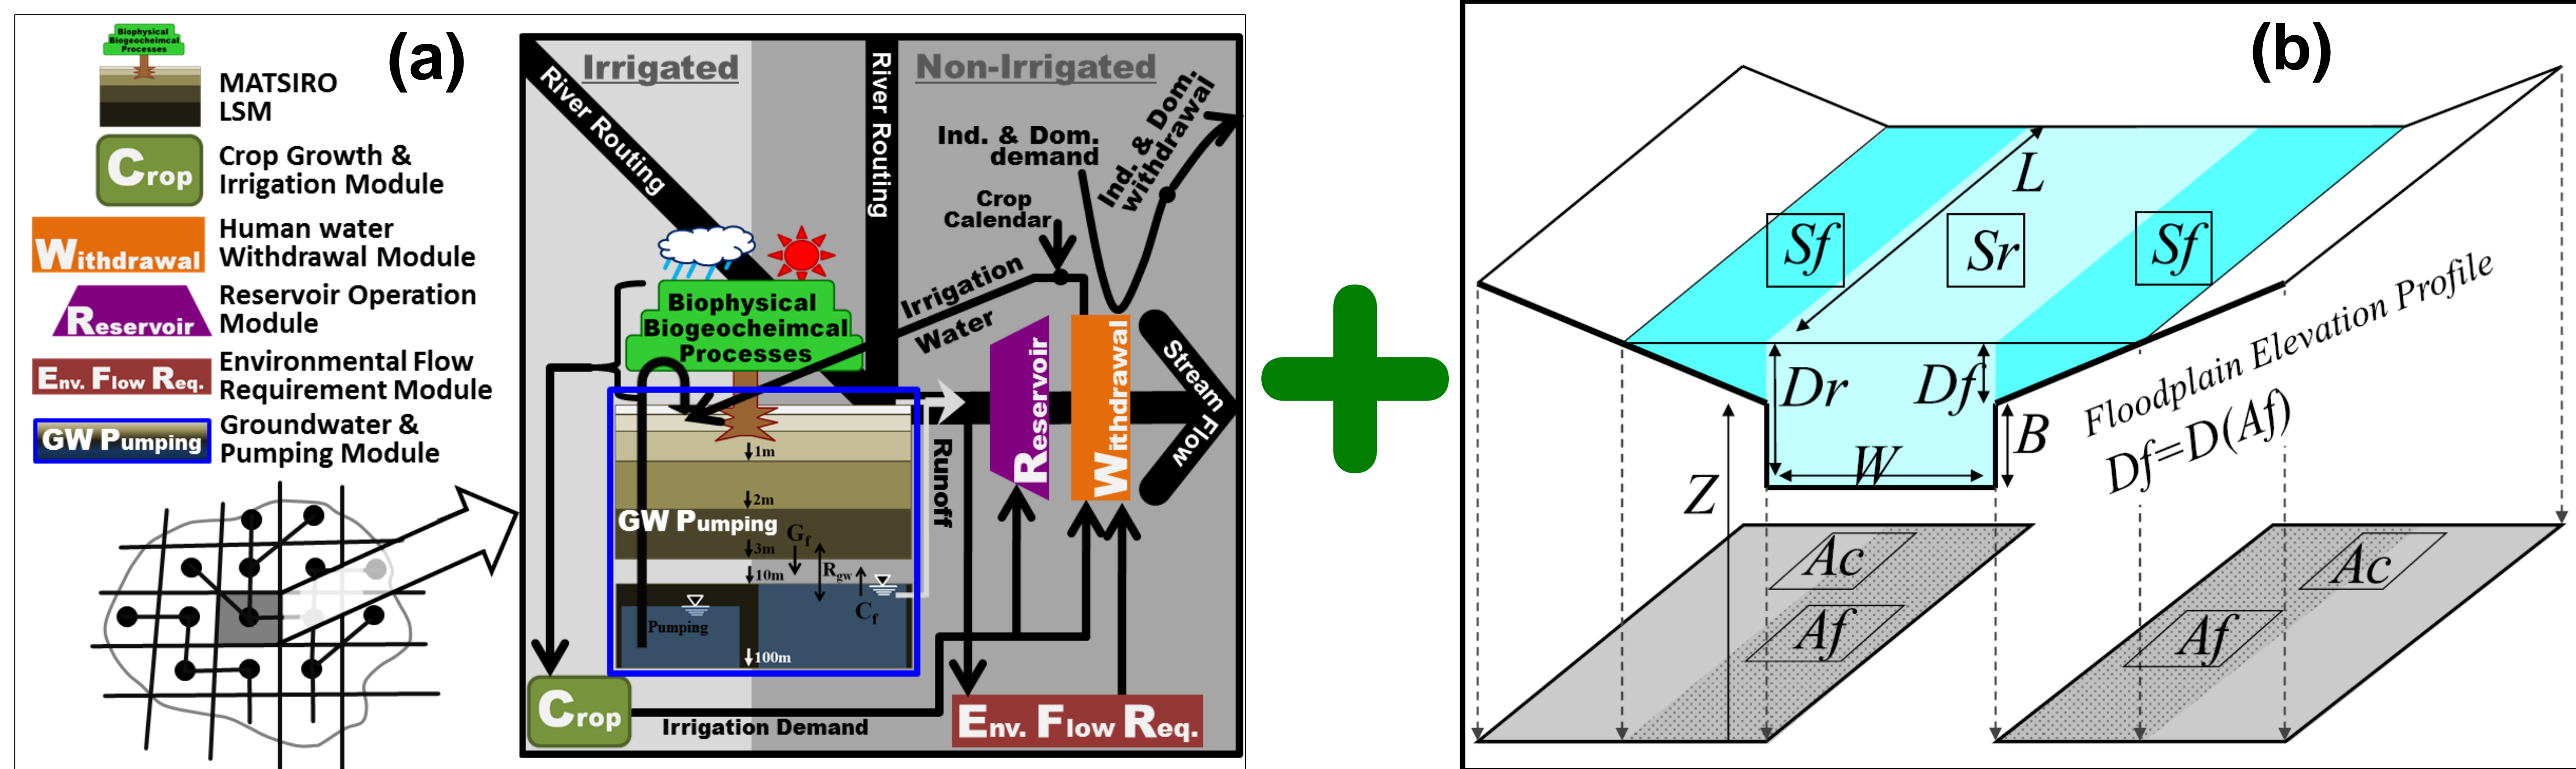 (a)
Biophysical
Biogeocheimcal
Processes
MATSIRO
LSM
Crop
Crop Growth &
Irrigation Module
Withdrawal
Human water
Withdrawal Module
Reservoir
Reservoir Operation
Module
Env. Flow Req.
Environmental Flow
Requirement Module
GW Pumping
Groundwater &
Pumping Module
Irrigated
Non-Irrigated
River Routing
River Routing
Ind. & Dom.
demand
Ind. & Dom.
withdrawal
Crop
Calendar
Irrigation
Water
Biophysical
Biogeocheimcal
Processes
Reservoir
Withdrawal
Stream Flow
Runoff
1m
2m
GW Pumping
3m
Gf
10m
Rgw
Cf
Pumping
100m
Crop
Irrigation Demand
Env. Flow Req.
(b)
L
Sf
Sr
Sf
Dr
Df
B
W
Z
Floodplain Elevation Profile
Df=D(Af)
Ac
Af
Ac
Af